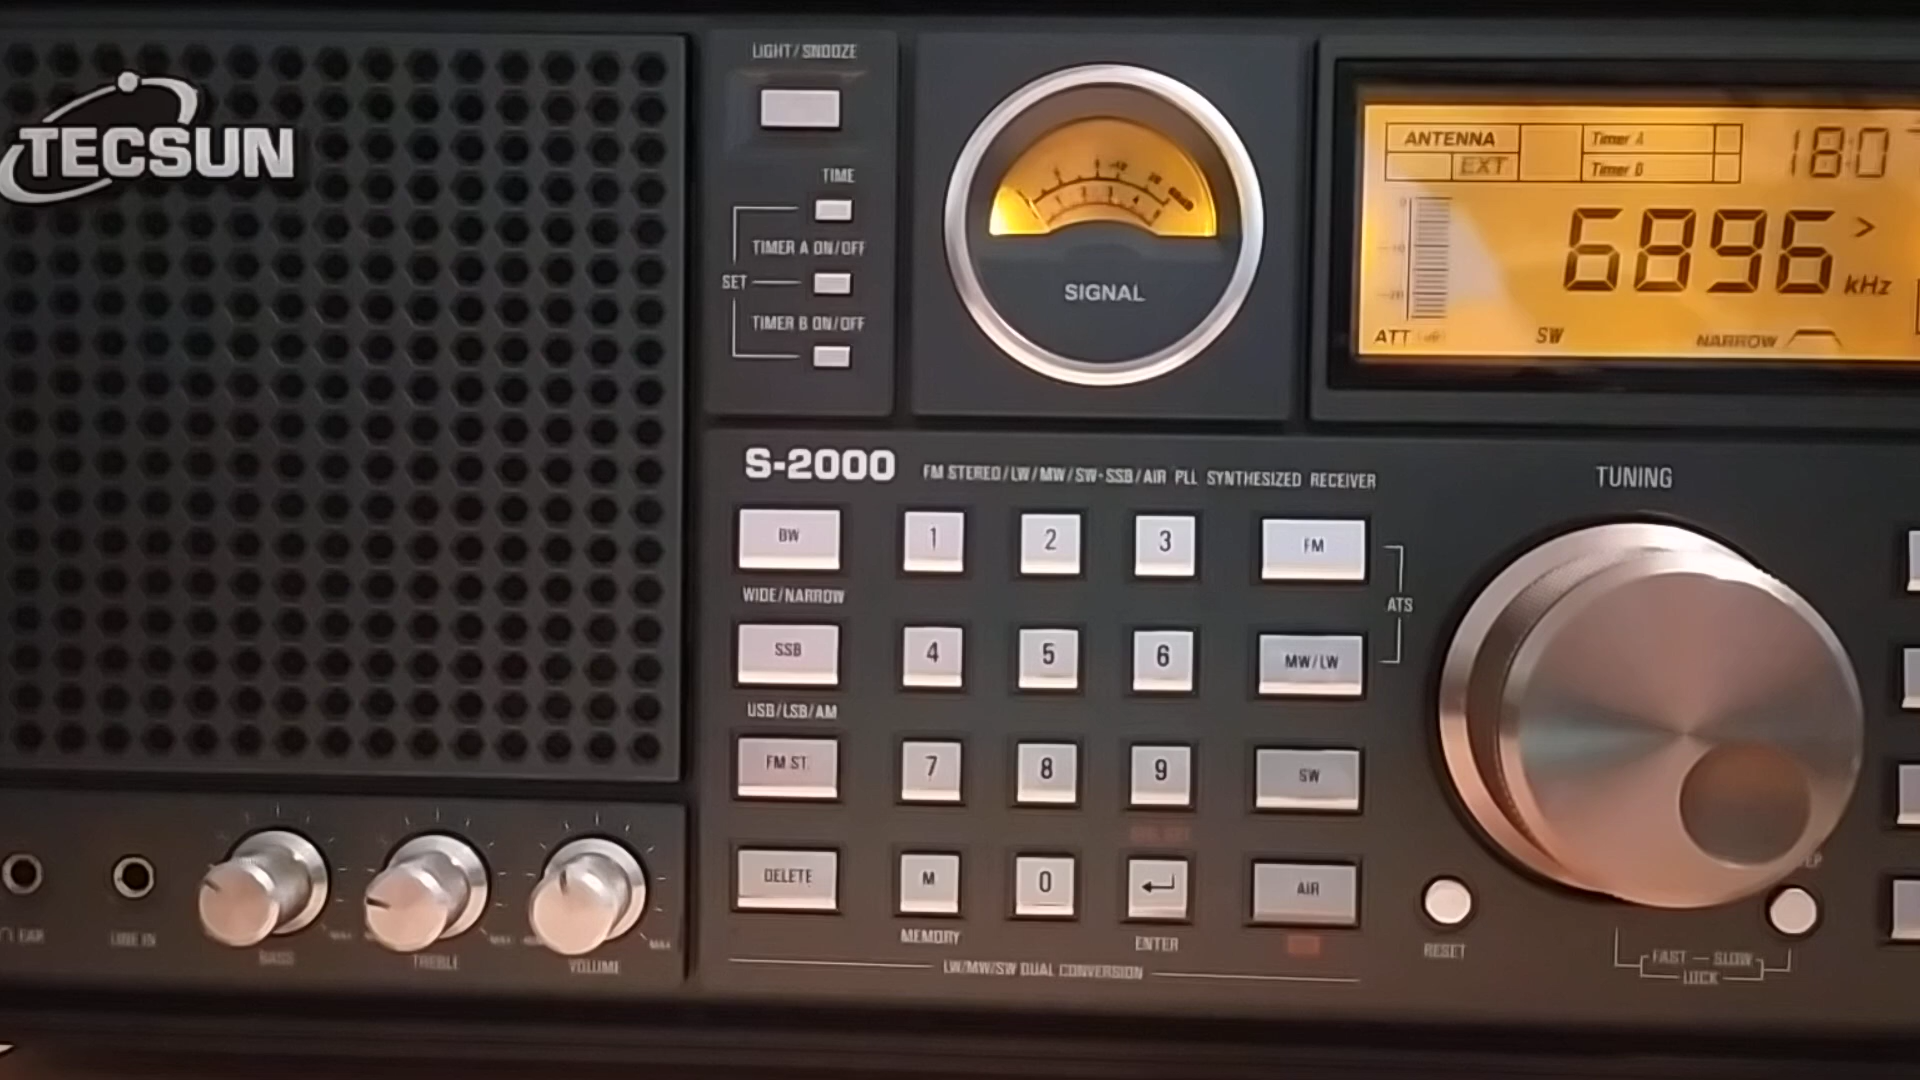 TECSUN
LIGHT/SNOOZE
TIME
TIMER A ON/OFF
SET
TIMER B ON/OFF
SIGNAL
ANTENNA
EXT
Timer A
Timer B
180
6896 >
kHz
ATT
SW
NARROW
S-2000 FM STEREO/LW/MW/SW-SSB/AIR PLL SYNTHESIZED RECEIVER
TUNING
BW 1 2 3 FM
WIDE/NARROW
ATS
SSB 4 5 6 MW/LW
USB/LSB/AM
FM ST. 7 8 9 SW
DELETE M 0 AIR
MEMORY ENTER
RESET
LINE IN
BASS
TREBLE
VOLUME
MAX
LW/MW/SW DUAL CONVERSION
FAST — SLOW
LOCK